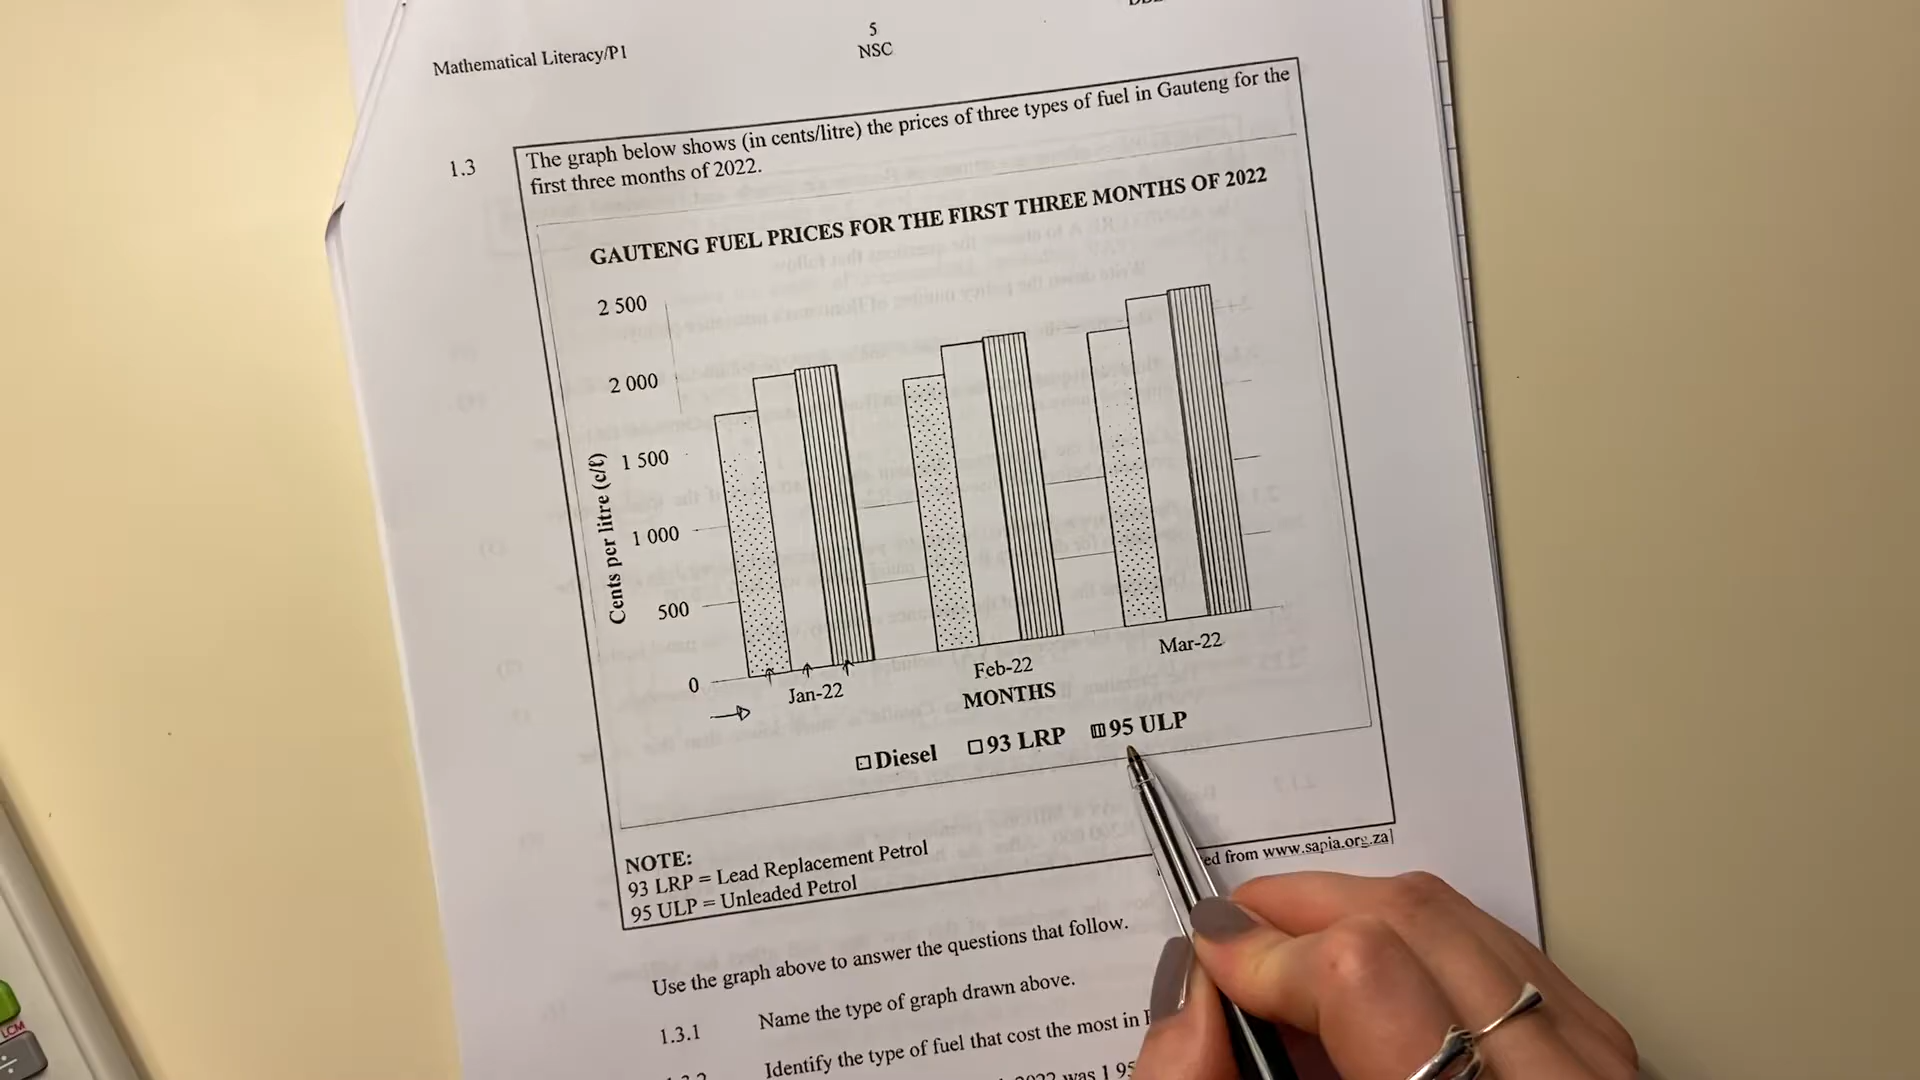 Mathematical Literacy/P1
5
NSC
1.3
The graph below shows (in cents/litre) the prices of three types of fuel in Gauteng for the
first three months of 2022.
GAUTENG FUEL PRICES FOR THE FIRST THREE MONTHS OF 2022
2 500
2 000
1 500
1 000
500
0
Cents per litre (c/ℓ)
Jan-22
Feb-22
Mar-22
MONTHS
Diesel 93 LRP 95 ULP
NOTE:
93 LRP = Lead Replacement Petrol
95 ULP = Unleaded Petrol
from www.sapia.org.za]
Use the graph above to answer the questions that follow.
1.3.1 Name the type of graph drawn above.
Identify the type of fuel that cost the most in
was 1 95